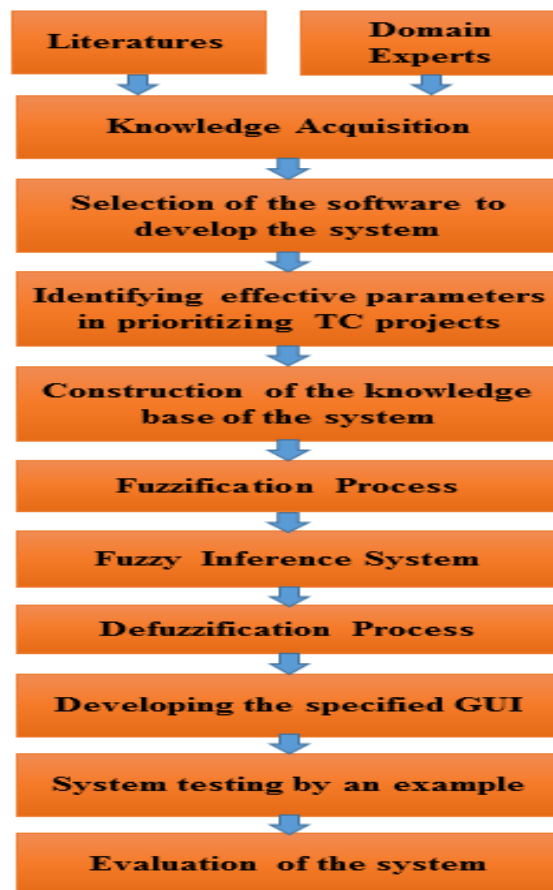 Literatures
Domain
Experts
Knowledge Acquisition
Selection of the software to
develop the system
Identifying effective parameters
in prioritizing TC projects
Construction of the knowledge
base of the system
Fuzzification Process
Fuzzy Inference System
Defuzzification Process
Developing the specified GUI
System testing by an example
Evaluation of the system